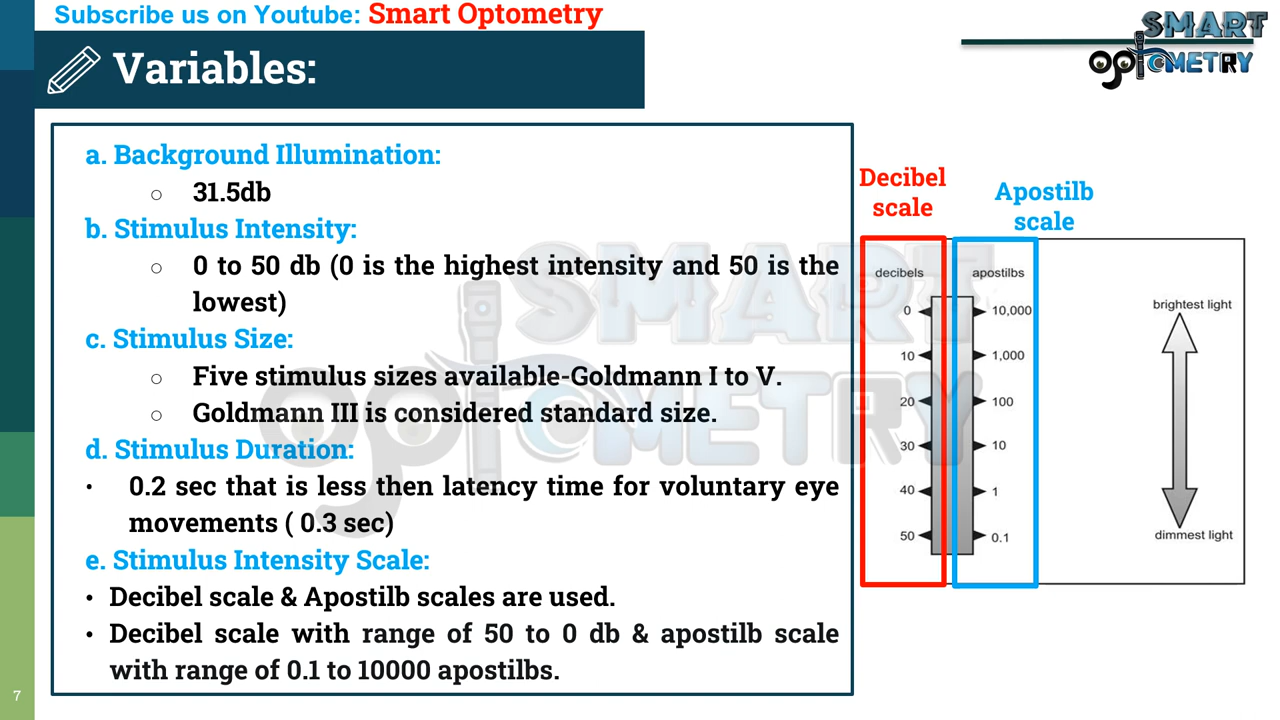 Subscribe us on Youtube: Smart Optometry
SMART
OPTOMETRY
Variables:
a. Background Illumination:
○ 31.5db
b. Stimulus Intensity:
○ 0 to 50 db (0 is the highest intensity and 50 is the
lowest)
c. Stimulus Size:
○ Five stimulus sizes available-Goldmann I to V.
○ Goldmann III is considered standard size.
d. Stimulus Duration:
• 0.2 sec that is less then latency time for voluntary eye
movements ( 0.3 sec)
e. Stimulus Intensity Scale:
• Decibel scale & Apostilb scales are used.
• Decibel scale with range of 50 to 0 db & apostilb scale
with range of 0.1 to 10000 apostilbs.
Decibel
scale
Apostilb
scale
decibels apostilbs
0 10,000
10 1,000
20 100
30 10
40 1
50 0.1
brightest light
dimmest light
SMART
OPTOMETRY
7